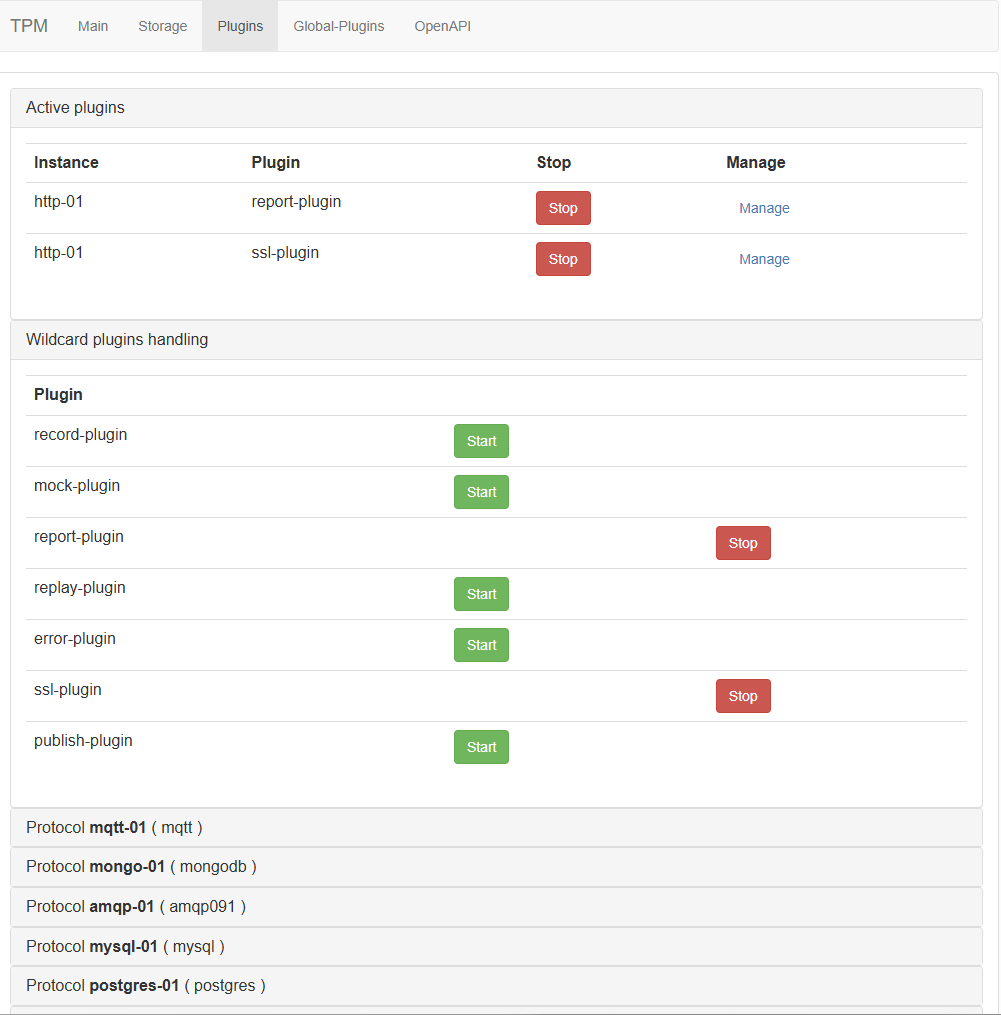 TPM Main Storage Plugins Global-Plugins OpenAPI
Active plugins
Instance Plugin Stop Manage
http-01 report-plugin Stop Manage
http-01 ssl-plugin Stop Manage
Wildcard plugins handling
Plugin
record-plugin Start
mock-plugin Start
report-plugin Stop
replay-plugin Start
error-plugin Start
ssl-plugin Stop
publish-plugin Start
Protocol mqtt-01 ( mqtt )
Protocol mongo-01 ( mongodb )
Protocol amqp-01 ( amqp091 )
Protocol mysql-01 ( mysql )
Protocol postgres-01 ( postgres )